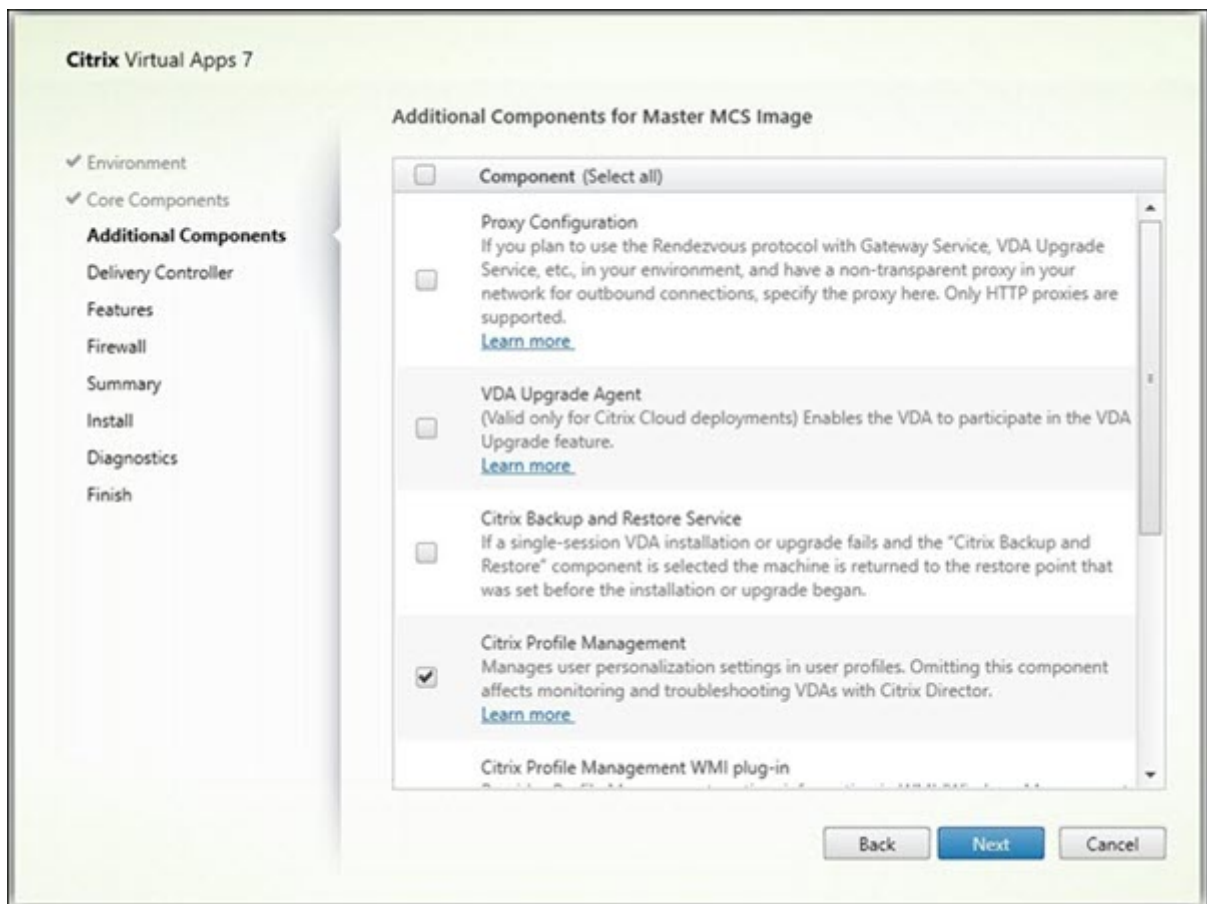 Citrix Virtual Apps 7
Additional Components for Master MCS Image
Environment
Core Components
Additional Components
Delivery Controller
Features
Firewall
Summary
Install
Diagnostics
Finish
Component (Select all)
Proxy Configuration
If you plan to use the Rendezvous protocol with Gateway Service, VDA Upgrade
Service, etc., in your environment, and have a non-transparent proxy in your
network for outbound connections, specify the proxy here. Only HTTP proxies are
supported.
Learn more
VDA Upgrade Agent
(Valid only for Citrix Cloud deployments) Enables the VDA to participate in the VDA
Upgrade feature.
Learn more
Citrix Backup and Restore Service
If a single-session VDA installation or upgrade fails and the "Citrix Backup and
Restore" component is selected the machine is returned to the restore point that
was set before the installation or upgrade began.
Citrix Profile Management
Manages user personalization settings in user profiles. Omitting this component
affects monitoring and troubleshooting VDAs with Citrix Director.
Learn more
Citrix Profile Management WMI plug-in
Back
Next
Cancel